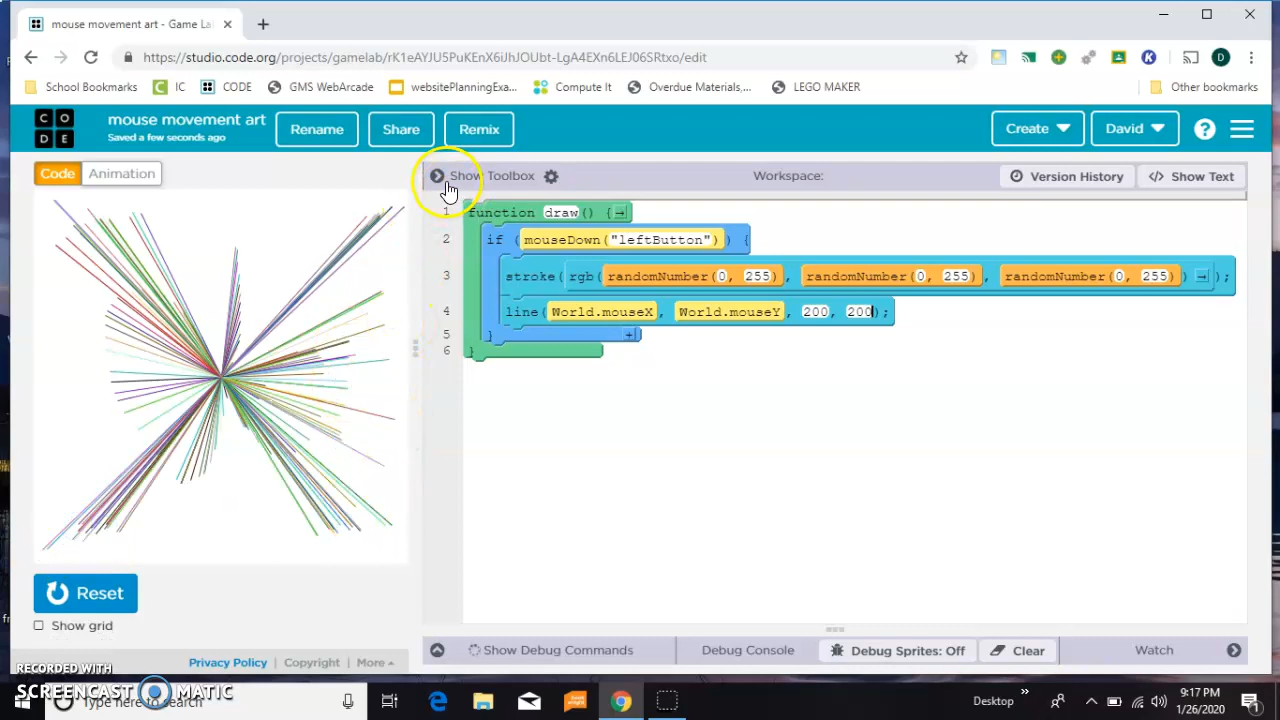 mouse movement art - Game La
https://studio.code.org/projects/gamelab/rK1eAYJU5PuKEnX6iJhJOUbt-LgA4EXn6LEJ06SRtxo/edit
D
School Bookmarks
IC
CODE
GMS WebArcade
websitePlanningExa...
Compute It
Overdue Materials,...
LEGO MAKER
Other bookmarks
C O
D E
mouse movement art
Saved a few seconds ago
Rename
Share
Remix
Create
David
?
Code
Animation
Show Toolbox
Workspace:
Version History
</> Show Text
1 function draw() {
2 if (mouseDown("leftButton")) {
3 stroke(rgb(randomNumber(0, 255), randomNumber(0, 255), randomNumber(0, 255)));
4 line(World.mouseX, World.mouseY, 200, 200);
5 }
6 }
Reset
Show grid
Privacy Policy
Copyright
More
Show Debug Commands
Debug Console
Debug Sprites: Off
Clear
Watch
RECORDED WITH
SCREENCAST MATIC
Type here to search
Desktop
9:17 PM
1/26/2020